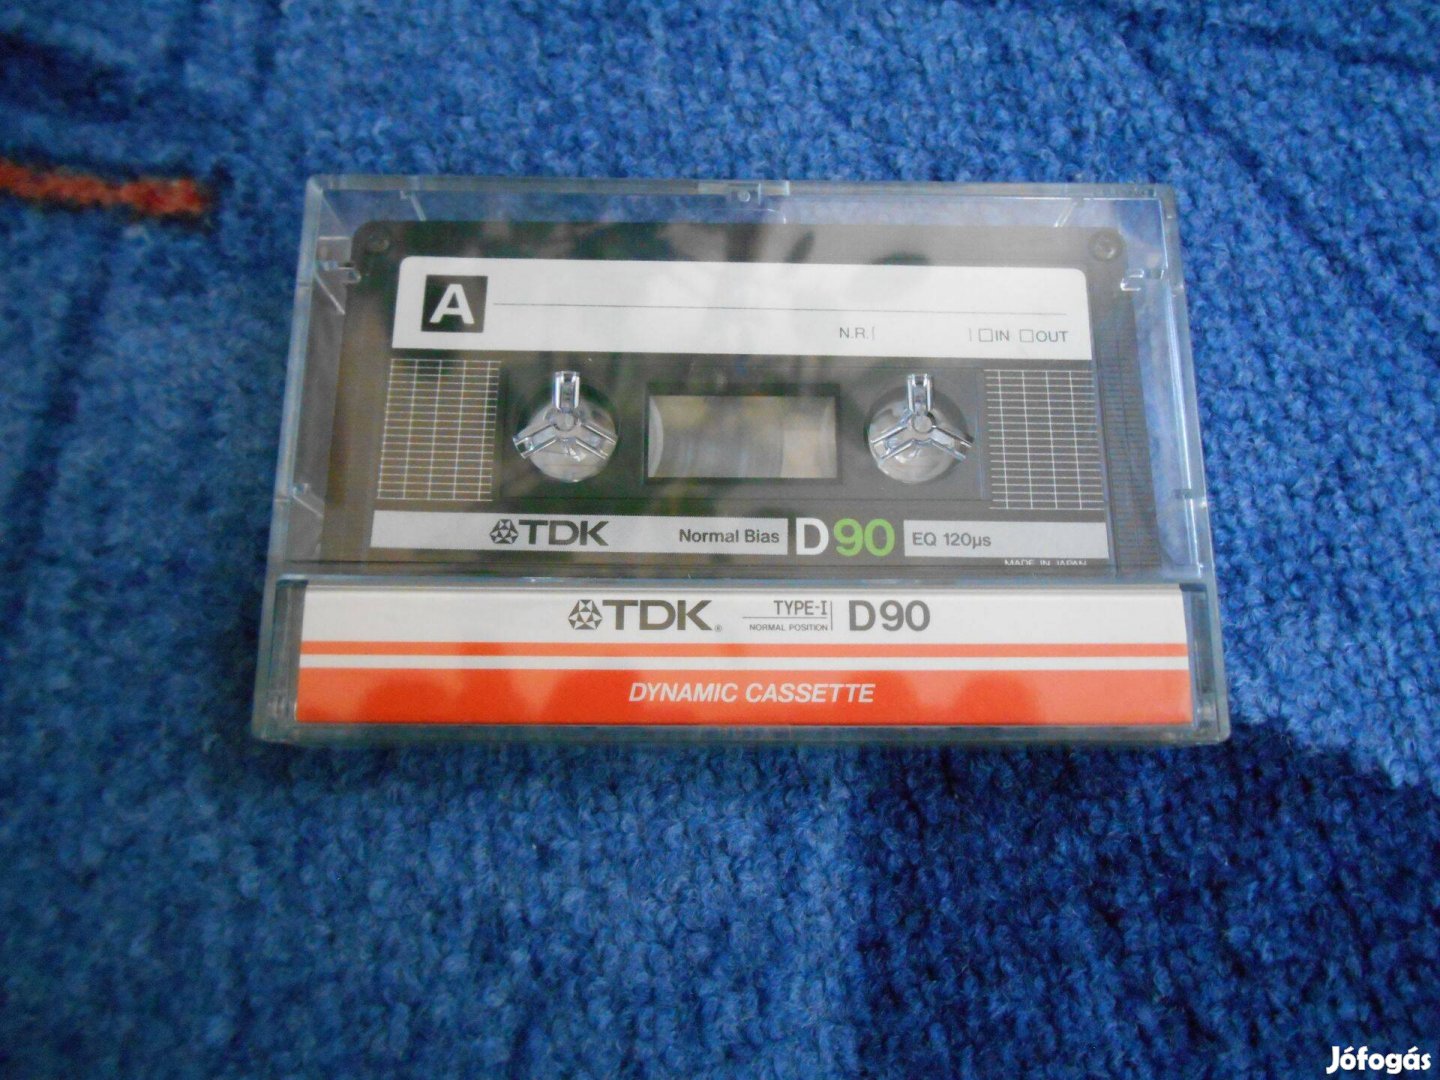 A
N.R.[ ] □IN □OUT
TDK Normal Bias D90 EQ 120µs
MADE IN JAPAN
TDK® TYPE-I D90
NORMAL POSITION
DYNAMIC CASSETTE
Jófogás